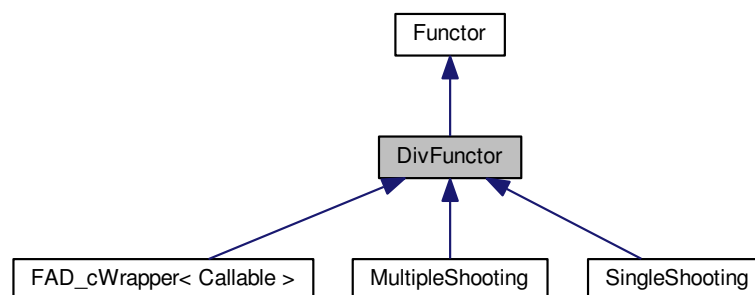 Functor
DivFunctor
FAD_cWrapper< Callable >
MultipleShooting
SingleShooting